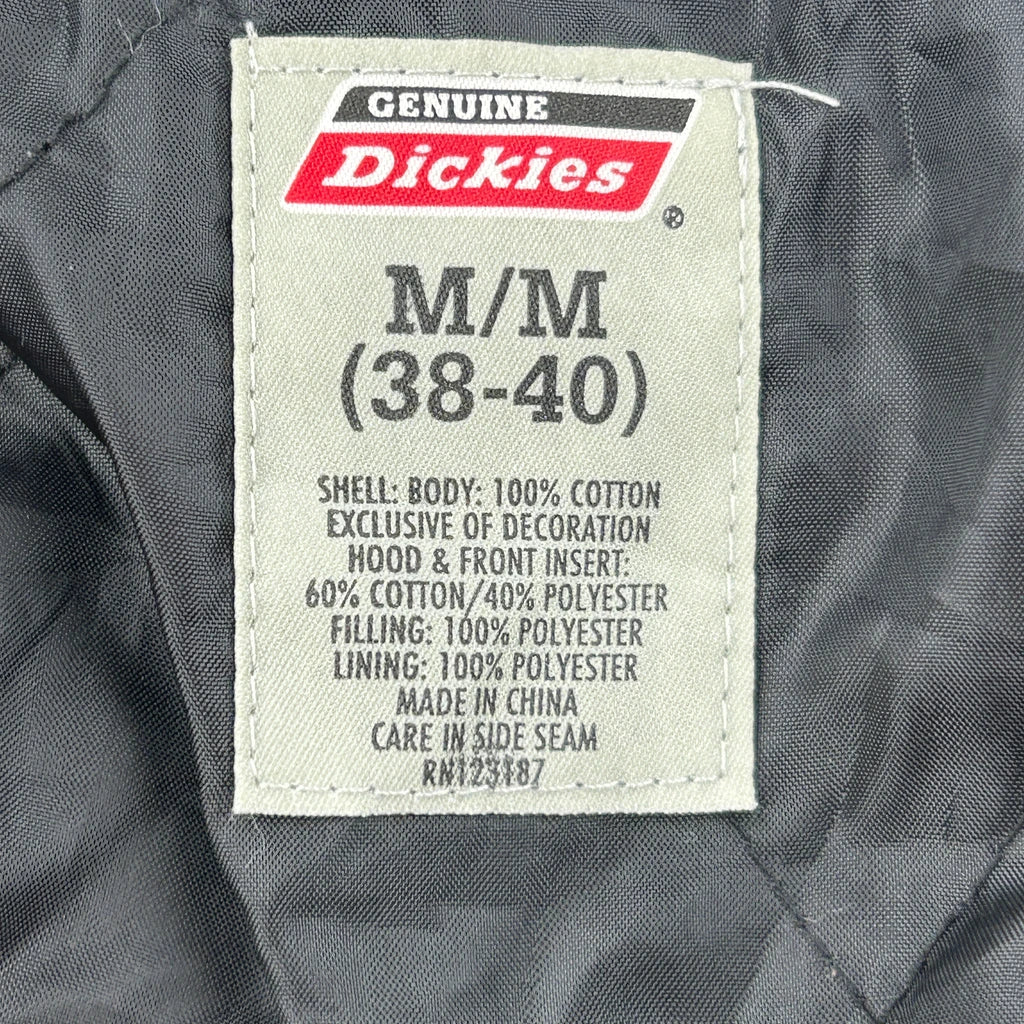 GENUINE
Dickies
®
M/M
(38-40)
SHELL: BODY: 100% COTTON
EXCLUSIVE OF DECORATION
HOOD & FRONT INSERT:
60% COTTON/40% POLYESTER
FILLING: 100% POLYESTER
LINING: 100% POLYESTER
MADE IN CHINA
CARE IN SIDE SEAM
RN123187